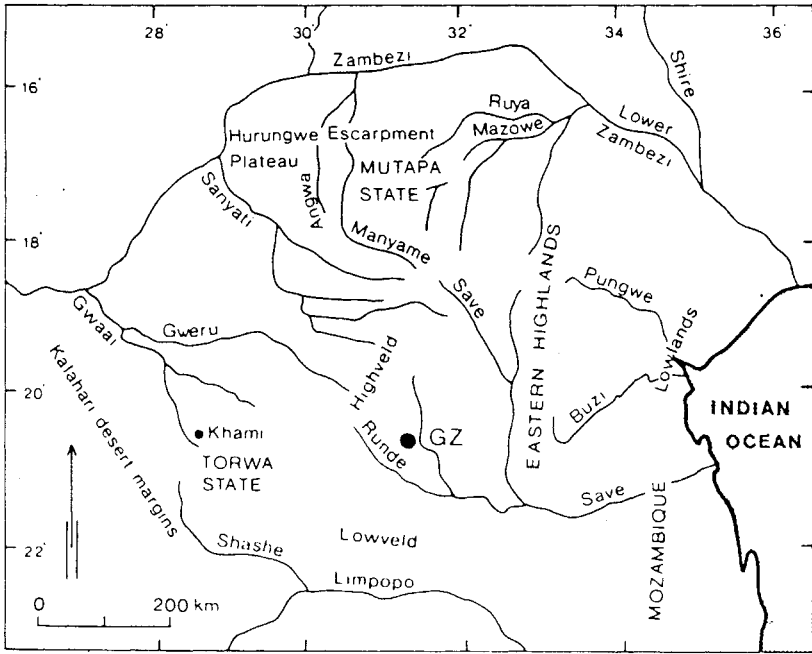 28° 30° 32° 34° 36°
16°
18°
20°
22°
Zambezi
Shire
Ruya
Lower
Zambezi
Mazowe
Hurungwe Escarpment
Plateau
MUTAPA
STATE
Angwa
Sanyati
Manyame
EASTERN HIGHLANDS
Pungwe
Save
Gwaai
Gweru
Highveld
Lowlands
Buzi
INDIAN
OCEAN
Kalahari desert margins
Khami
TORWA
STATE
Runde
GZ
Save
MOZAMBIQUE
Shashe
Lowveld
Limpopo
0 200 km